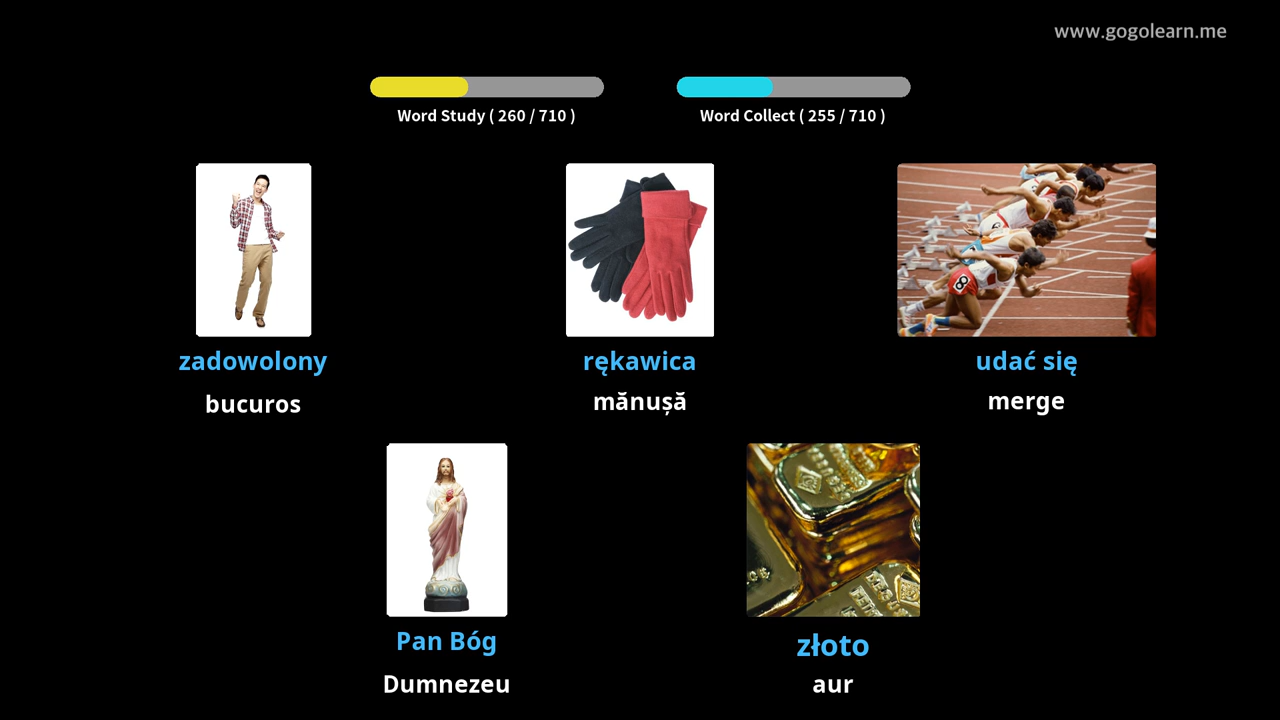 www.gogolearn.me
Word Study ( 260 / 710 )
Word Collect ( 255 / 710 )
zadowolony
bucuros
rękawica
mănușă
udać się
merge
Pan Bóg
Dumnezeu
złoto
aur